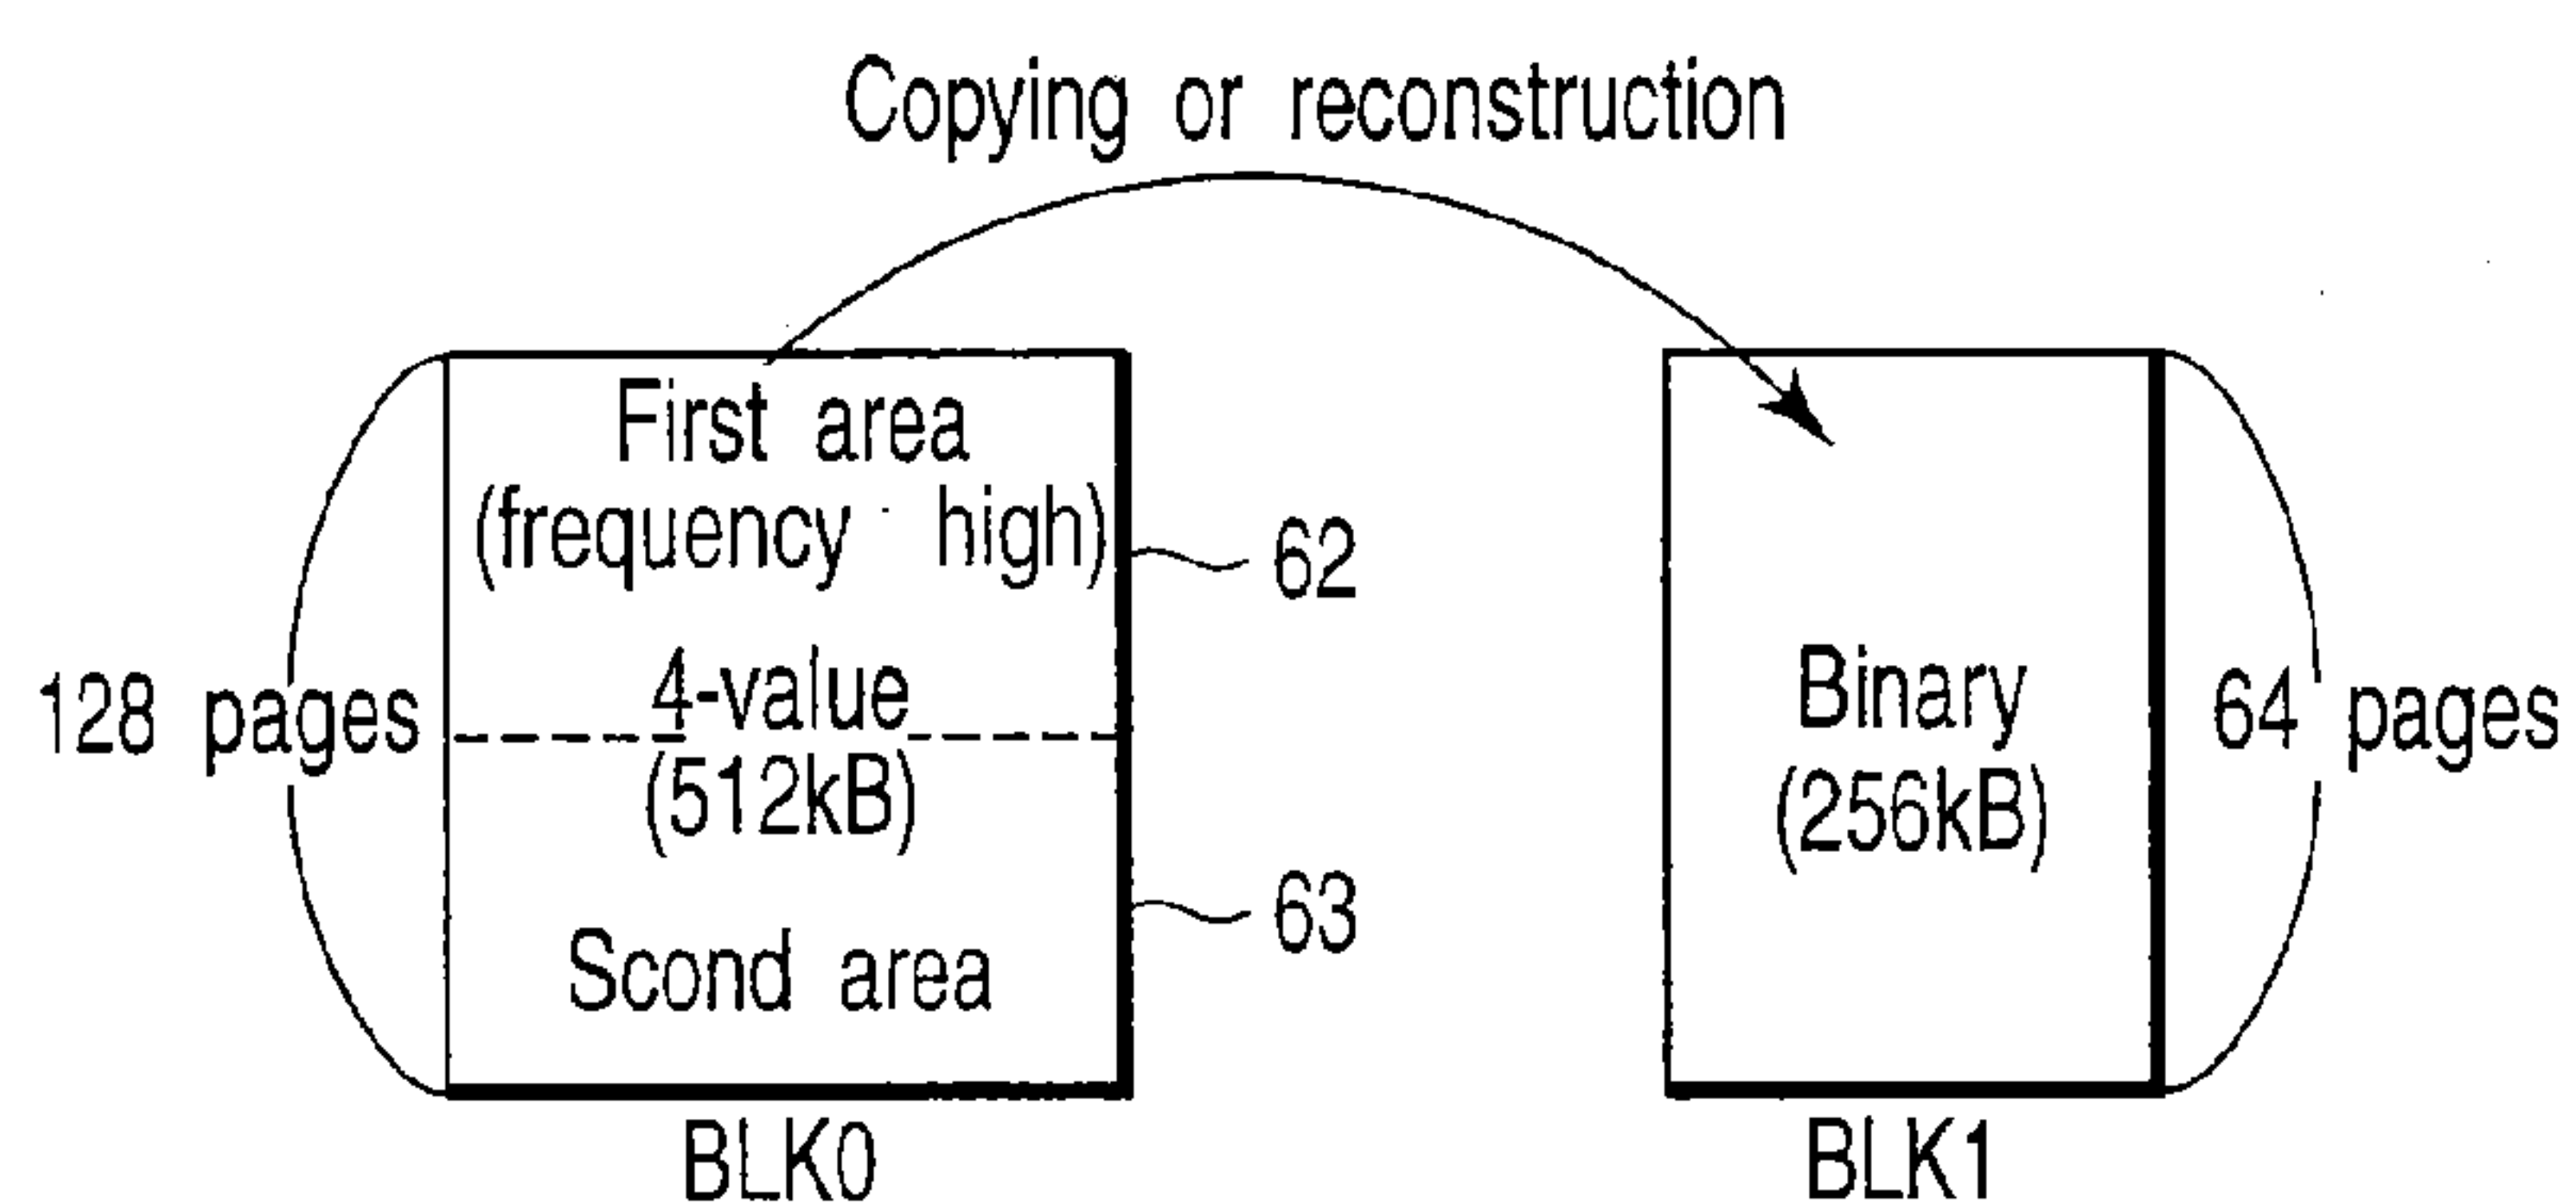 Copying or reconstruction
First area
(frequency high)
62
128 pages
4-value
(512kB)
63
Scond area
BLK0
Binary
(256kB)
64 pages
BLK1